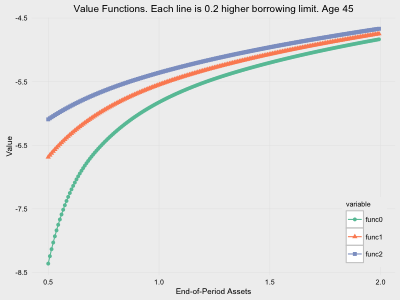 Value Functions. Each line is 0.2 higher borrowing limit. Age 45
-4.5
-5.5
-6.5
-7.5
-8.5
Value
0.5 1.0 1.5 2.0
End-of-Period Assets
variable
func0
func1
func2